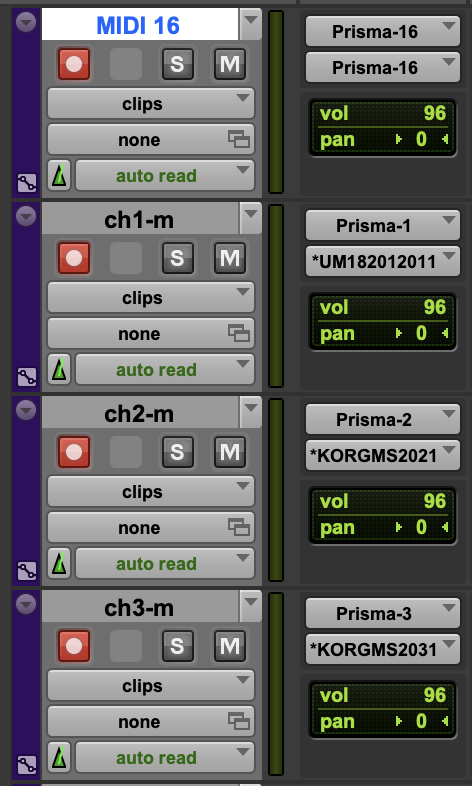 MIDI 16
Prisma-16
S M
Prisma-16
clips
vol 96
none
pan 0
auto read
ch1-m
Prisma-1
S M
*UM182012011
clips
vol 96
none
pan 0
auto read
ch2-m
Prisma-2
S M
*KORGMS2021
clips
vol 96
none
pan 0
auto read
ch3-m
Prisma-3
S M
*KORGMS2031
clips
vol 96
none
pan 0
auto read